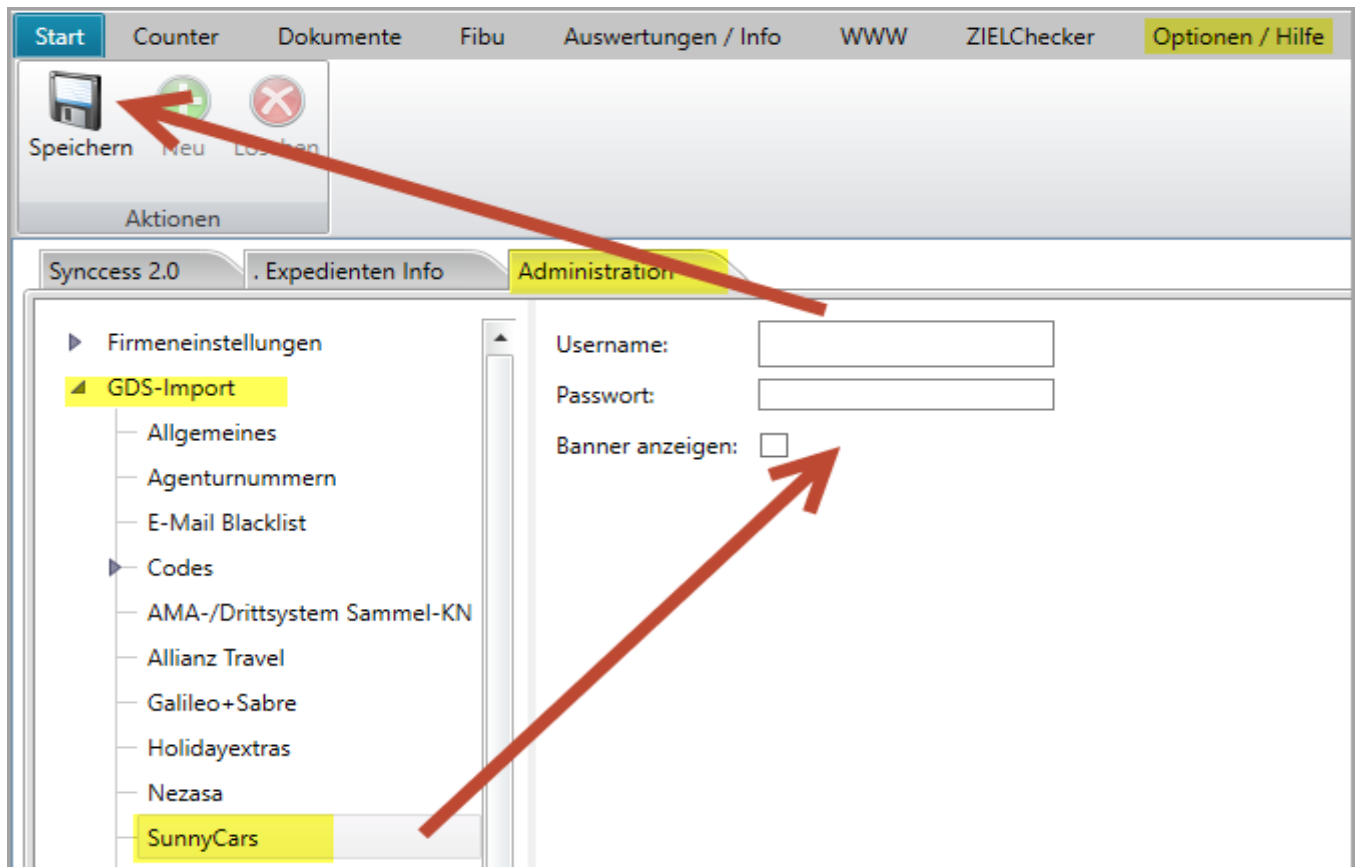 Start Counter Dokumente Fibu Auswertungen / Info WWW ZIELChecker Optionen / Hilfe
Speichern Neu Löschen
Aktionen
Synccess 2.0 . Expedienten Info Administration
Firmeneinstellungen
GDS-Import
Allgemeines
Agenturnummern
E-Mail Blacklist
Codes
AMA-/Drittsystem Sammel-KN
Allianz Travel
Galileo+Sabre
Holidayextras
Nezasa
SunnyCars
Username:
Passwort:
Banner anzeigen: